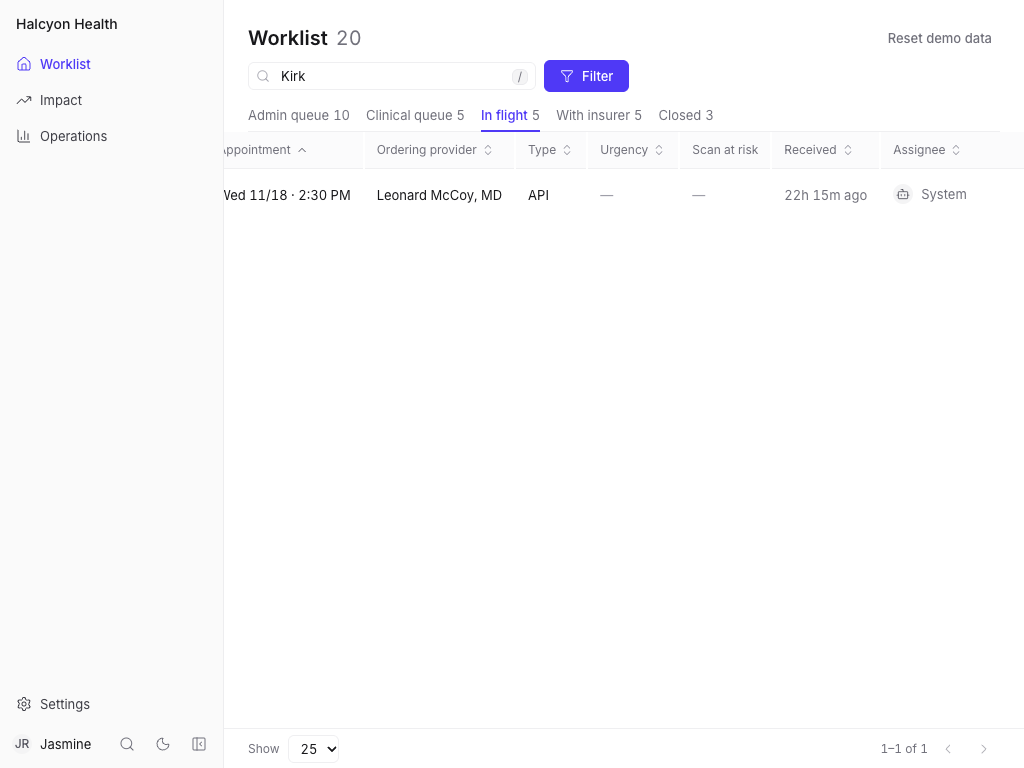 Halcyon Health
Worklist
Impact
Operations
Settings
JR Jasmine
Worklist 20
Reset demo data
Kirk /
Filter
Admin queue 10 Clinical queue 5 In flight 5 With insurer 5 Closed 3
Appointment Ordering provider Type Urgency Scan at risk Received Assignee
Wed 11/18 · 2:30 PM Leonard McCoy, MD API — — 22h 15m ago System
Show 25 1–1 of 1